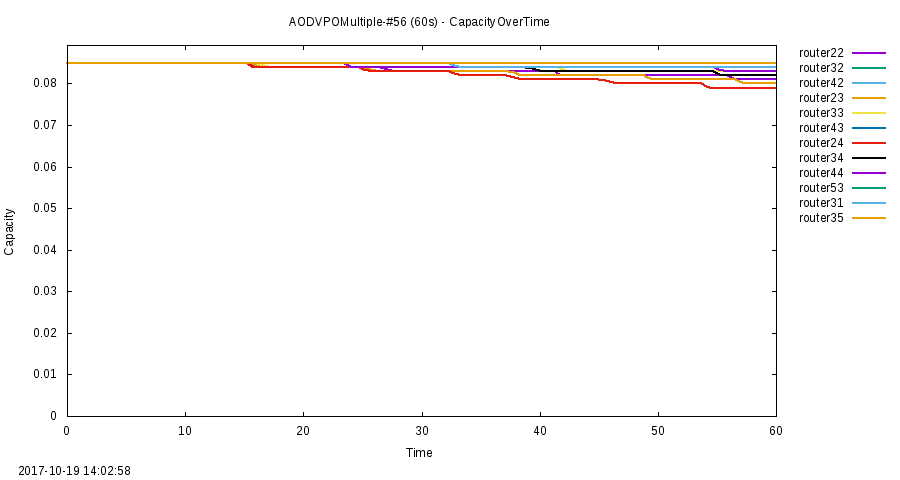 AODVPOMultiple-#56 (60s) - CapacityOverTime
router22
router32
router42
router23
router33
router43
router24
router34
router44
router53
router31
router35
0.08
0.07
0.06
0.05
0.04
0.03
0.02
0.01
0
Capacity
0 10 20 30 40 50 60
Time
2017-10-19 14:02:58